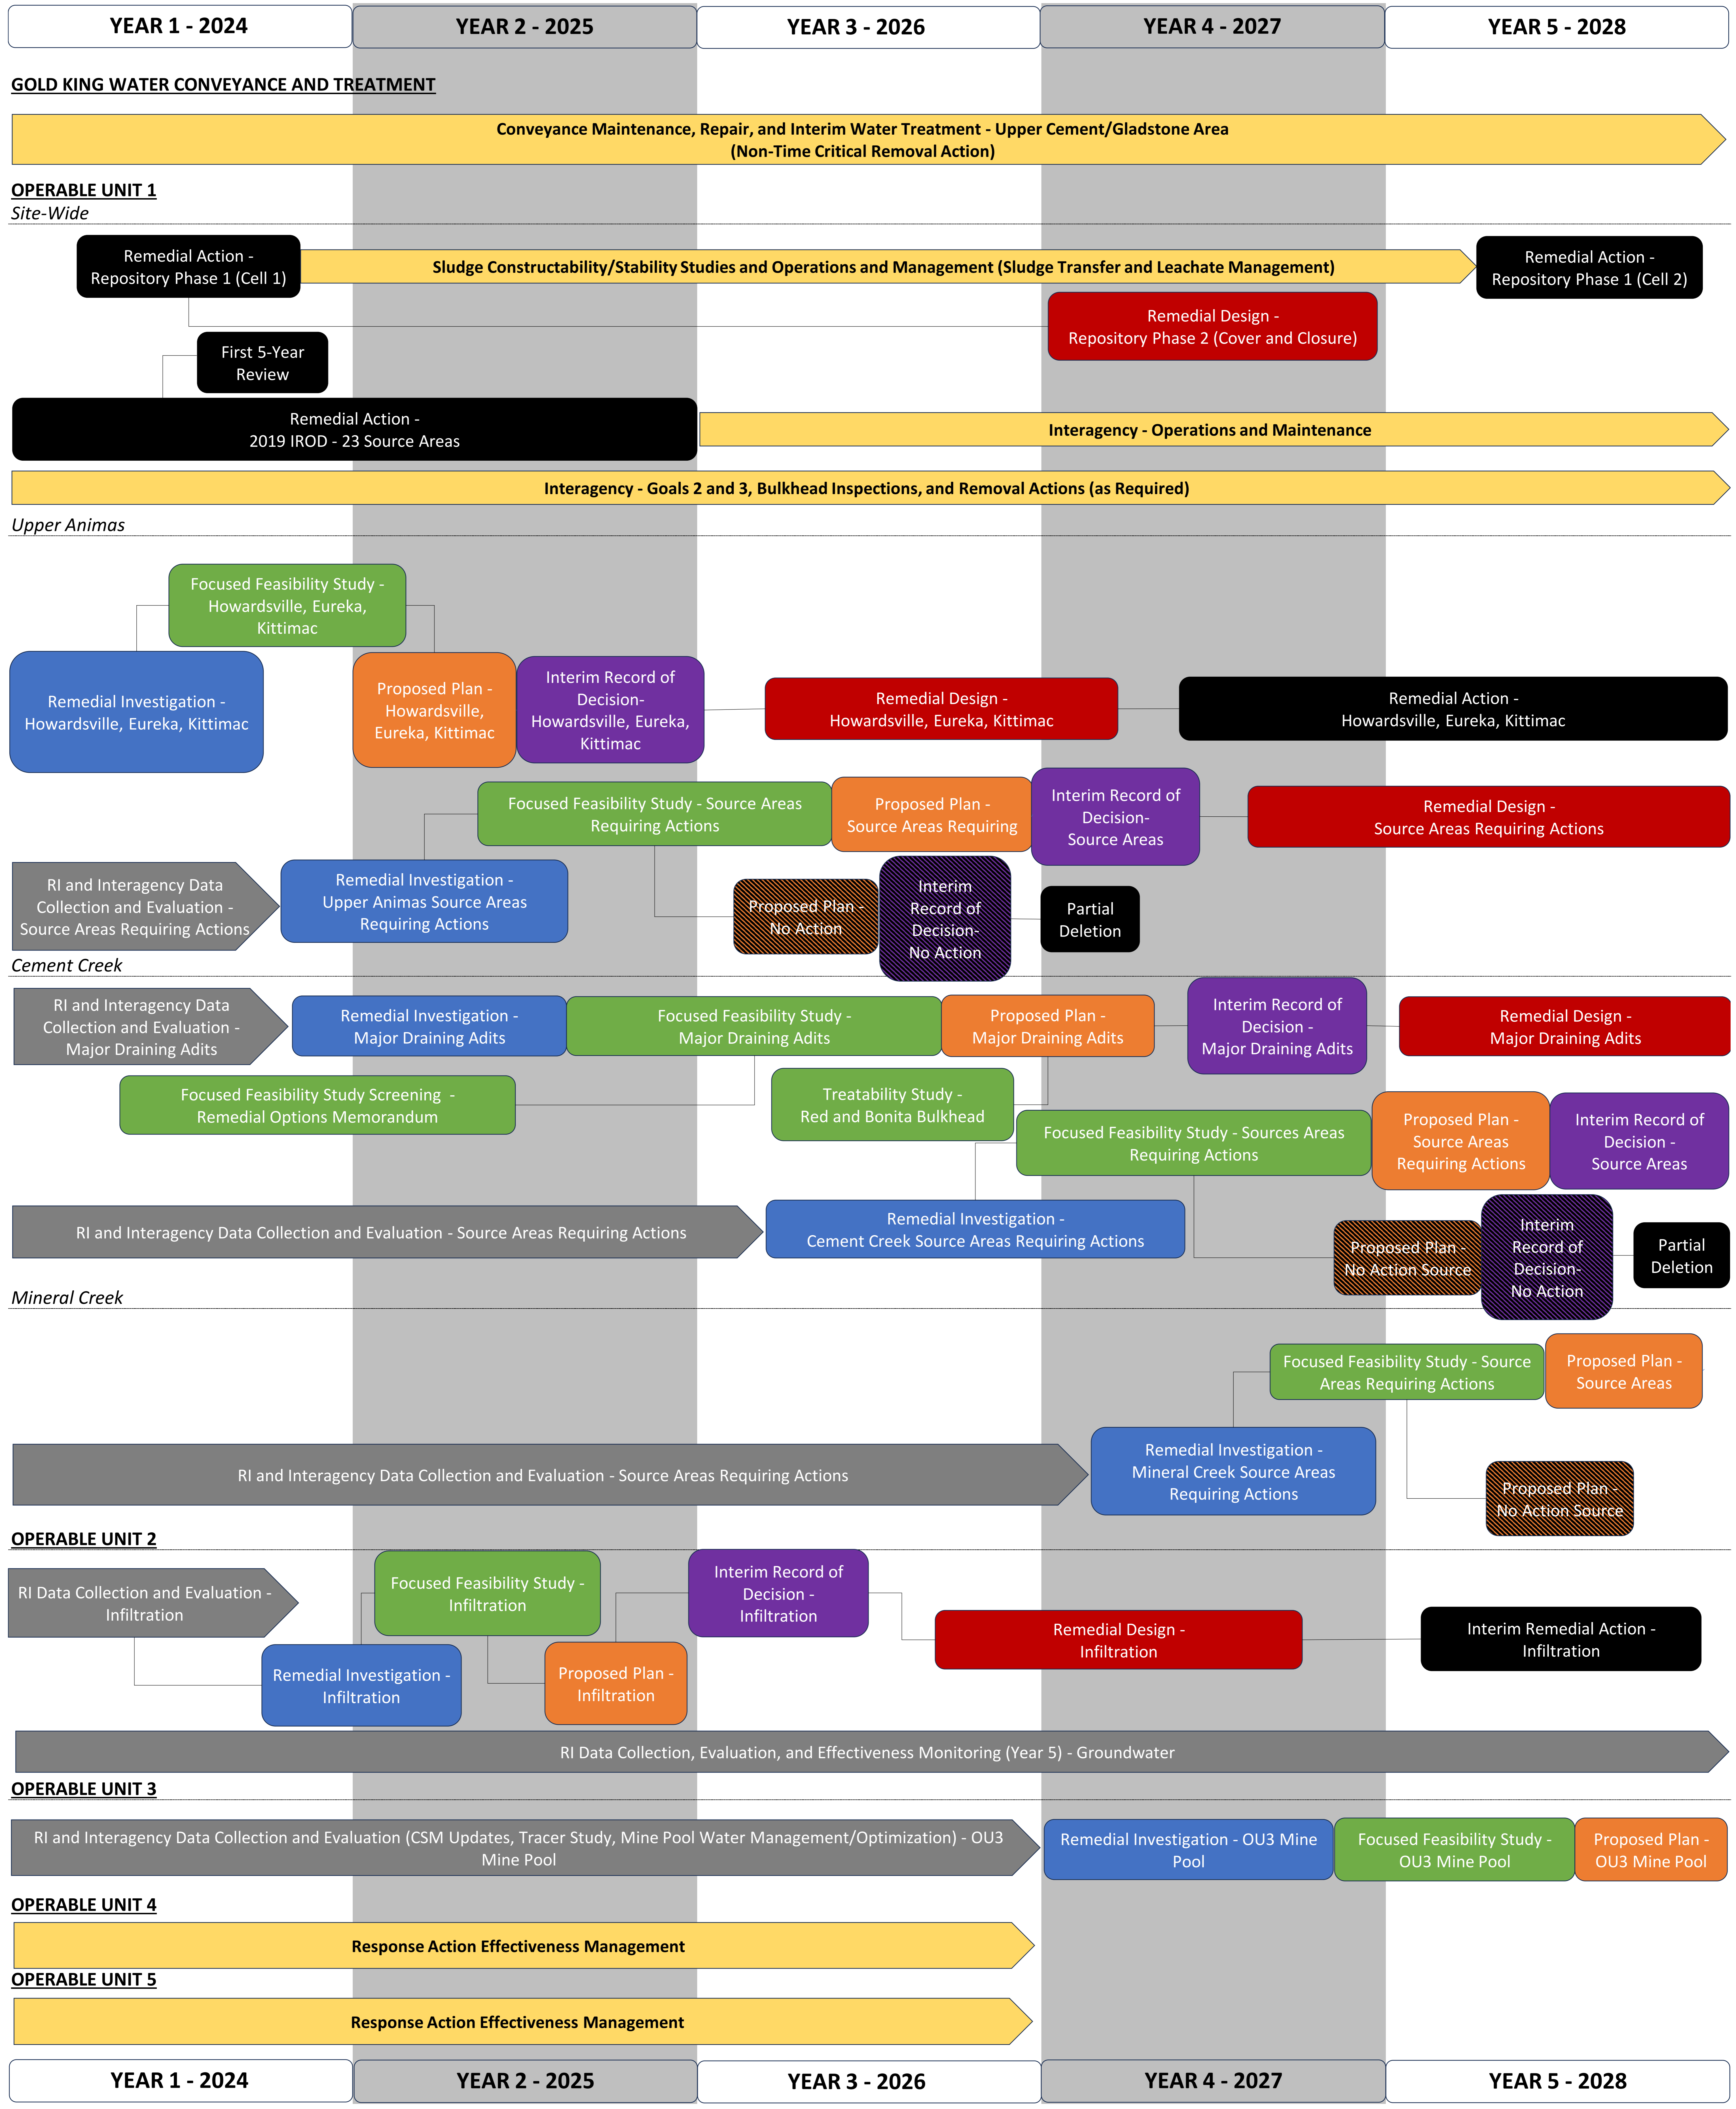 YEAR 1 - 2024
YEAR 2 - 2025
YEAR 3 - 2026
YEAR 4 - 2027
YEAR 5 - 2028
GOLD KING WATER CONVEYANCE AND TREATMENT
Conveyance Maintenance, Repair, and Interim Water Treatment - Upper Cement/Gladstone Area
(Non-Time Critical Removal Action)
OPERABLE UNIT 1
Site-Wide
Remedial Action -
Repository Phase 1 (Cell 1)
Sludge Constructability/Stability Studies and Operations and Management (Sludge Transfer and Leachate Management)
Remedial Action -
Repository Phase 1 (Cell 2)
Remedial Design -
Repository Phase 2 (Cover and Closure)
First 5-Year
Review
Remedial Action -
2019 IROD - 23 Source Areas
Interagency - Operations and Maintenance
Interagency - Goals 2 and 3, Bulkhead Inspections, and Removal Actions (as Required)
Upper Animas
Focused Feasibility Study -
Howardsville, Eureka,
Kittimac
Remedial Investigation -
Howardsville, Eureka, Kittimac
Proposed Plan -
Howardsville,
Eureka, Kittimac
Interim Record of
Decision-
Howardsville, Eureka,
Kittimac
Remedial Design -
Howardsville, Eureka, Kittimac
Remedial Action -
Howardsville, Eureka, Kittimac
Focused Feasibility Study - Source Areas
Requiring Actions
Proposed Plan -
Source Areas Requiring
Interim Record of
Decision-
Source Areas
Remedial Design -
Source Areas Requiring Actions
RI and Interagency Data
Collection and Evaluation -
Source Areas Requiring Actions
Remedial Investigation -
Upper Animas Source Areas
Requiring Actions
Proposed Plan -
No Action
Interim
Record of
Decision-
No Action
Partial
Deletion
Cement Creek
RI and Interagency Data
Collection and Evaluation -
Major Draining Adits
Remedial Investigation -
Major Draining Adits
Focused Feasibility Study -
Major Draining Adits
Proposed Plan -
Major Draining Adits
Interim Record of
Decision -
Major Draining Adits
Remedial Design -
Major Draining Adits
Focused Feasibility Study Screening -
Remedial Options Memorandum
Treatability Study -
Red and Bonita Bulkhead
Focused Feasibility Study - Sources Areas
Requiring Actions
Proposed Plan -
Source Areas
Requiring Actions
Interim Record of
Decision -
Source Areas
RI and Interagency Data Collection and Evaluation - Source Areas Requiring Actions
Remedial Investigation -
Cement Creek Source Areas Requiring Actions
Proposed Plan -
No Action Source
Interim
Record of
Decision-
No Action
Partial
Deletion
Mineral Creek
Focused Feasibility Study - Source
Areas Requiring Actions
Proposed Plan -
Source Areas
RI and Interagency Data Collection and Evaluation - Source Areas Requiring Actions
Remedial Investigation -
Mineral Creek Source Areas
Requiring Actions
Proposed Plan -
No Action Source
OPERABLE UNIT 2
RI Data Collection and Evaluation -
Infiltration
Focused Feasibility Study -
Infiltration
Interim Record of
Decision -
Infiltration
Remedial Design -
Infiltration
Interim Remedial Action -
Infiltration
Remedial Investigation -
Infiltration
Proposed Plan -
Infiltration
RI Data Collection, Evaluation, and Effectiveness Monitoring (Year 5) - Groundwater
OPERABLE UNIT 3
RI and Interagency Data Collection and Evaluation (CSM Updates, Tracer Study, Mine Pool Water Management/Optimization) - OU3
Mine Pool
Remedial Investigation - OU3 Mine
Pool
Focused Feasibility Study -
OU3 Mine Pool
Proposed Plan -
OU3 Mine Pool
OPERABLE UNIT 4
Response Action Effectiveness Management
OPERABLE UNIT 5
Response Action Effectiveness Management
YEAR 1 - 2024
YEAR 2 - 2025
YEAR 3 - 2026
YEAR 4 - 2027
YEAR 5 - 2028